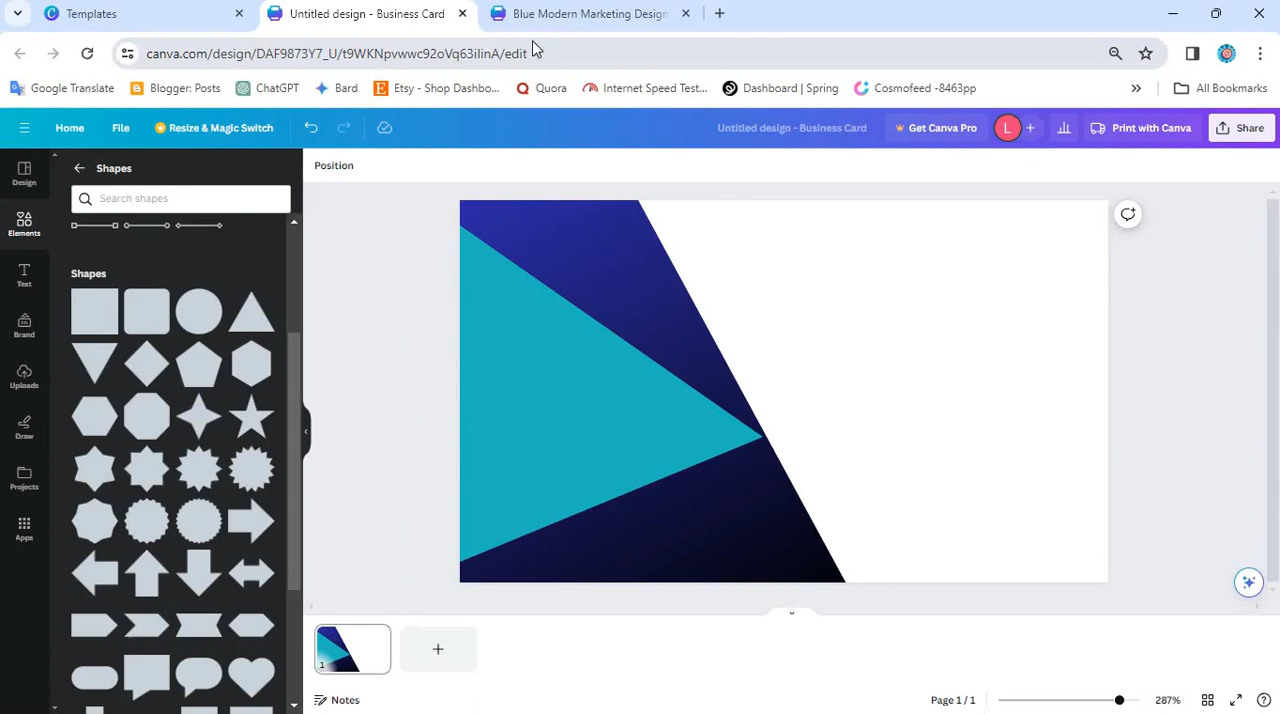 Templates
Untitled design - Business Card
Blue Modern Marketing Design
canva.com/design/DAF9873Y7_U/t9WKNpvwwc92oVq63iIinA/edit
Google Translate
Blogger: Posts
ChatGPT
Bard
Etsy - Shop Dashbo...
Quora
Internet Speed Test...
Dashboard | Spring
Cosmofeed -8463pp
»
All Bookmarks
Home
File
Resize & Magic Switch
Untitled design - Business Card
Get Canva Pro
L
Print with Canva
Share
Design
Elements
Text
Brand
Uploads
Draw
Projects
Apps
Shapes
Search shapes
Shapes
Position
1
Notes
Page 1 / 1
287%